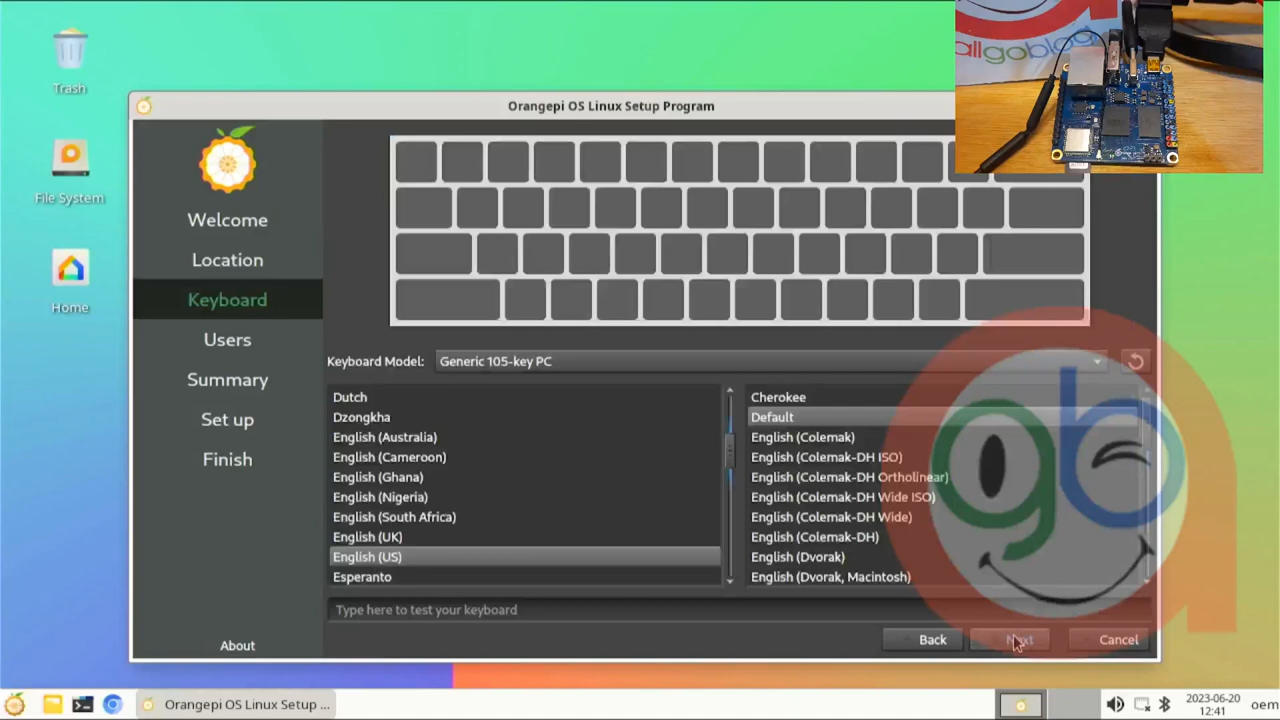 Trash
File System
Home
Orangepi OS Linux Setup Program
Welcome
Location
Keyboard
Users
Summary
Set up
Finish
About
Keyboard Model: Generic 105-key PC
Dutch
Dzongkha
English (Australia)
English (Cameroon)
English (Ghana)
English (Nigeria)
English (South Africa)
English (UK)
English (US)
Esperanto
Cherokee
Default
English (Colemak)
English (Colemak-DH ISO)
English (Colemak-DH Ortholinear)
English (Colemak-DH Wide ISO)
English (Colemak-DH Wide)
English (Colemak-DH)
English (Dvorak)
English (Dvorak, Macintosh)
Type here to test your keyboard
Back
Next
Cancel
allgoblog
agb
Orangepi OS Linux Setup ...
2023-06-20
12:41
oem